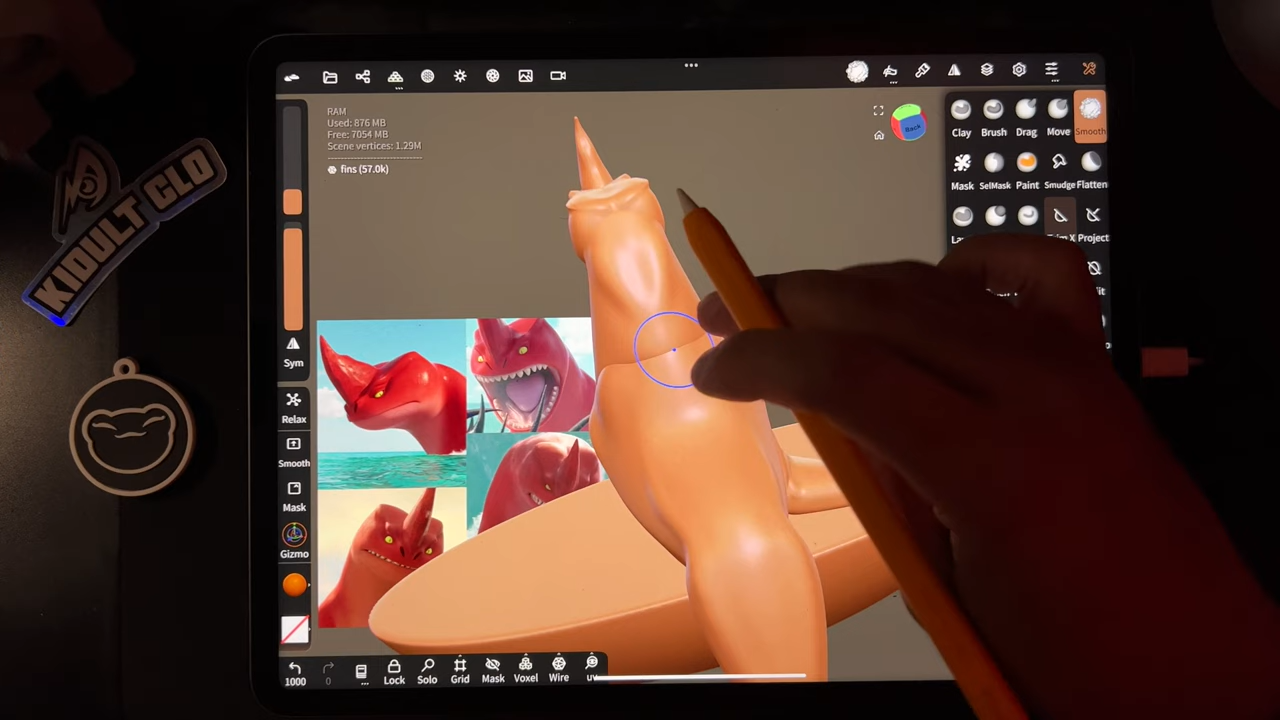 KIDULT CLO
RAM
Used: 876 MB
Free: 7054 MB
Scene vertices: 1.29M
fins (57.0k)
Back
Clay Brush Drag Move Smooth
Mask SelMask Paint Smudge Flatten
Project
Sym
Relax
Smooth
Mask
Gizmo
1000 0 Lock Solo Grid Mask Voxel Wire